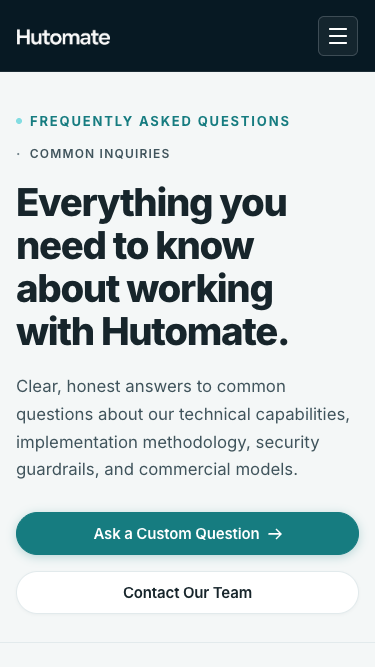 Hutomate
FREQUENTLY ASKED QUESTIONS
· COMMON INQUIRIES
Everything you
need to know
about working
with Hutomate.
Clear, honest answers to common
questions about our technical capabilities,
implementation methodology, security
guardrails, and commercial models.
Ask a Custom Question →
Contact Our Team